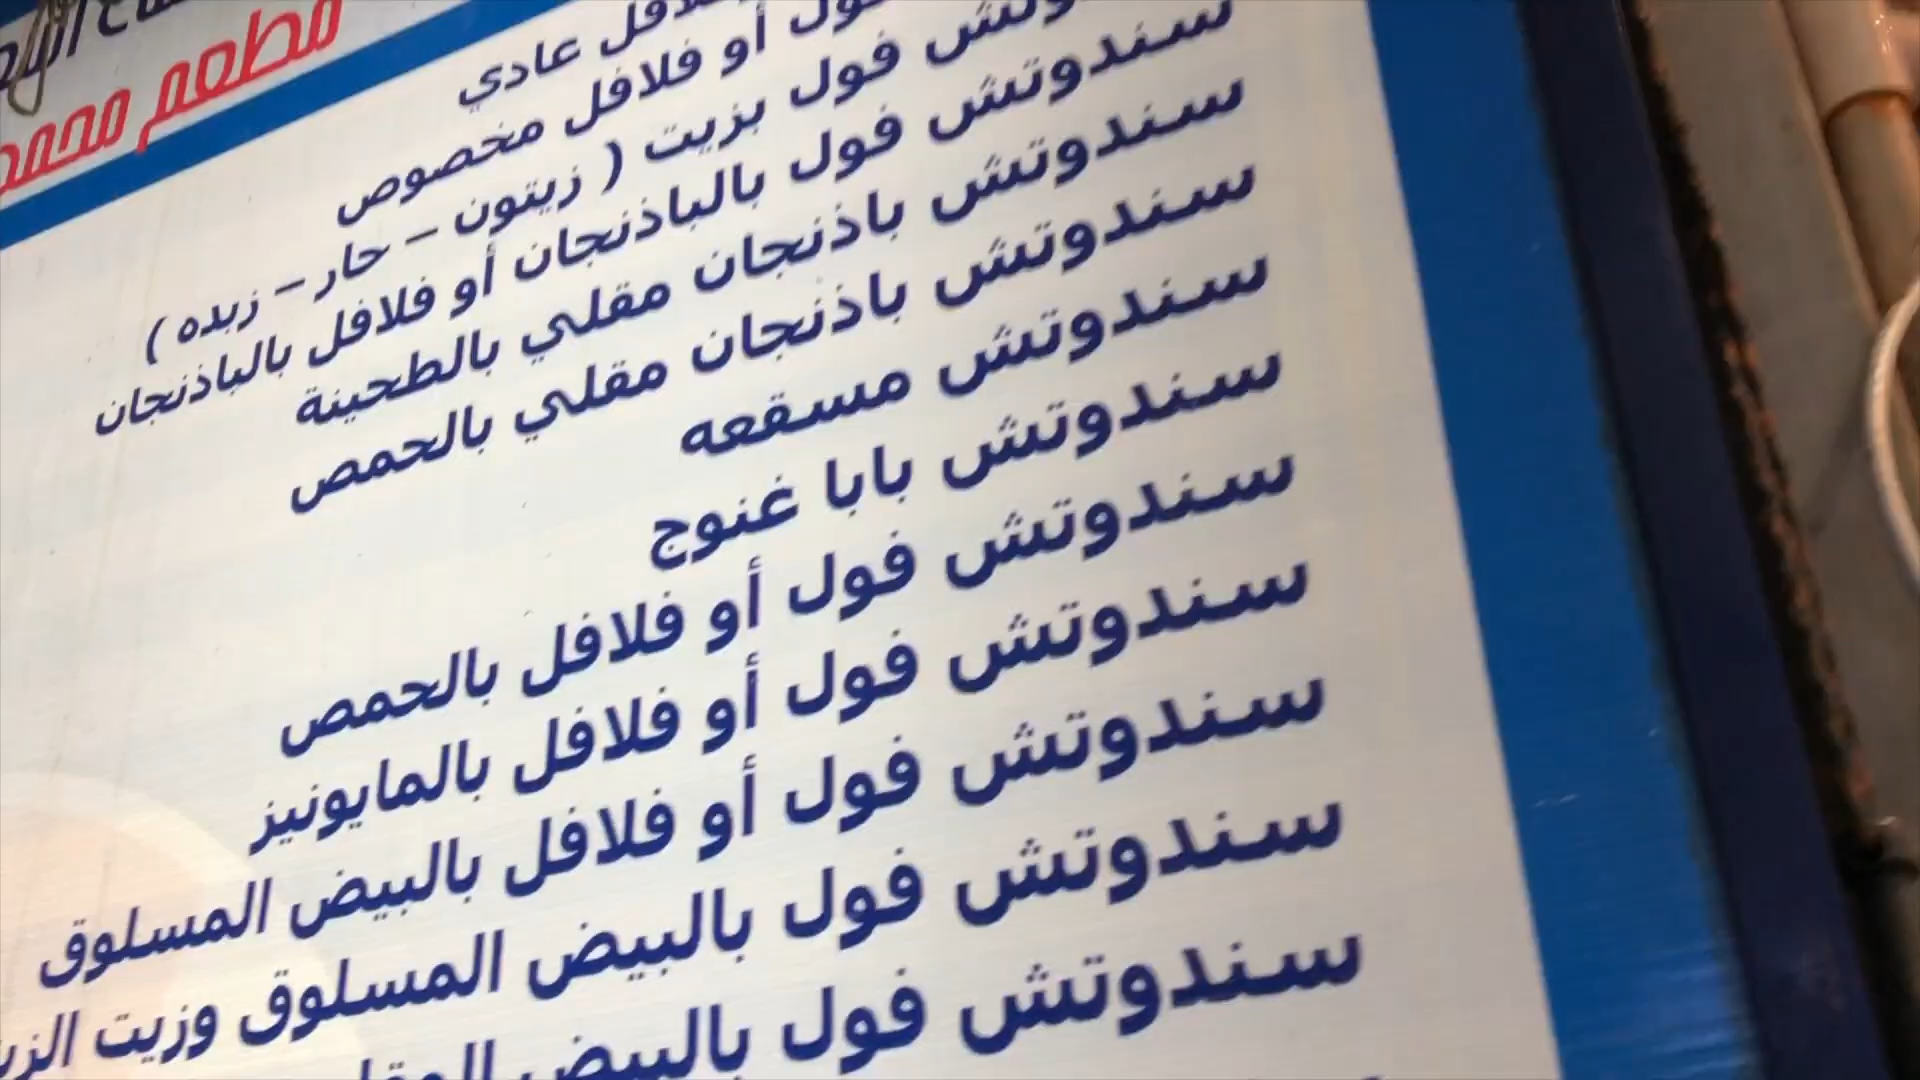 مطعم محمد
فلافل عادي
فول أو فلافل مخصوص
سندوتش فول بزيت ( زيتون - حار - زبده )
سندوتش فول بالباذنجان أو فلافل بالباذنجان
سندوتش باذنجان مقلي بالطحينة
سندوتش باذنجان مقلي بالحمص
سندوتش مسقعه
سندوتش بابا غنوج
سندوتش فول أو فلافل بالحمص
سندوتش فول أو فلافل بالمايونيز
سندوتش فول أو فلافل بالبيض المسلوق
سندوتش فول بالبيض المسلوق وزيت
سندوتش فول بالبيض